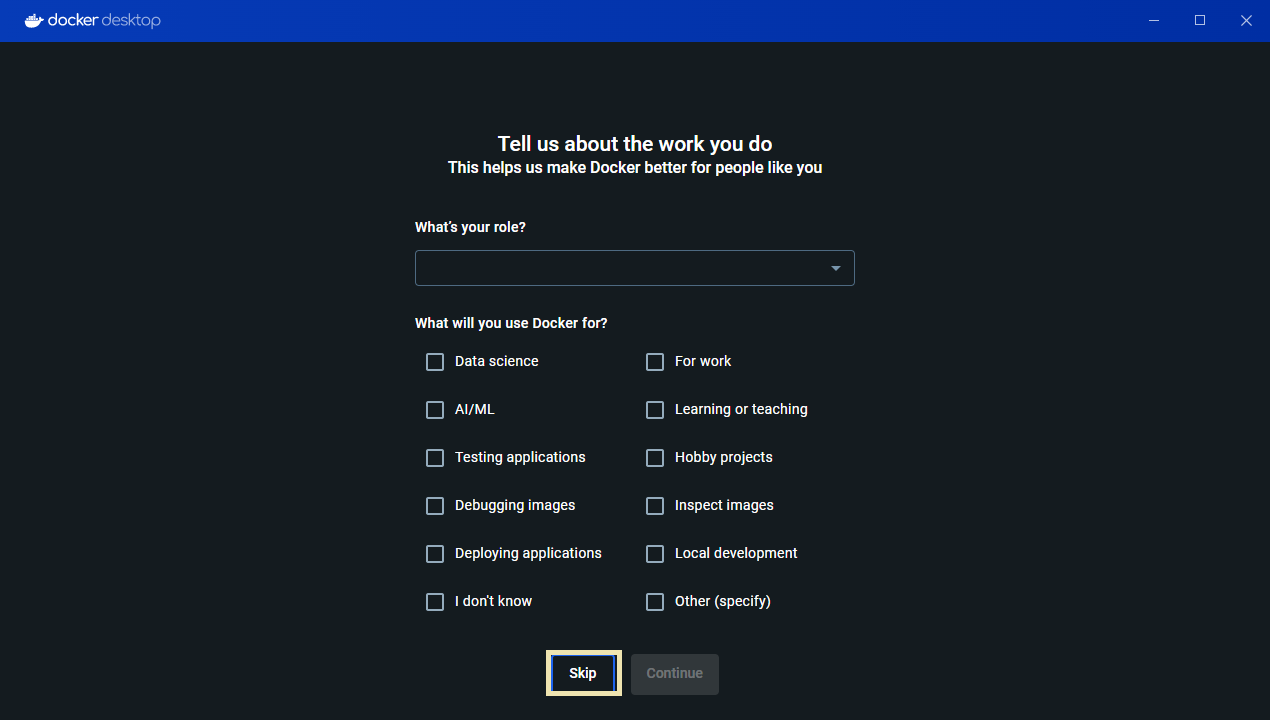 docker desktop
Tell us about the work you do
This helps us make Docker better for people like you
What's your role?
What will you use Docker for?
Data science
For work
AI/ML
Learning or teaching
Testing applications
Hobby projects
Debugging images
Inspect images
Deploying applications
Local development
I don't know
Other (specify)
Skip
Continue